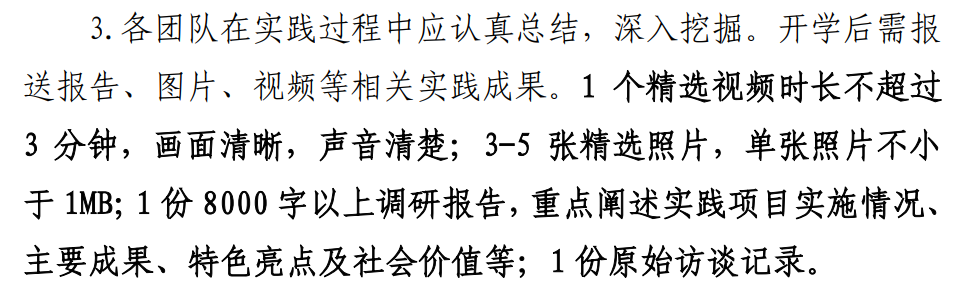 3.各团队在实践过程中应认真总结，深入挖掘。开学后需报
送报告、图片、视频等相关实践成果。1 个精选视频时长不超过
3 分钟，画面清晰，声音清楚；3-5 张精选照片，单张照片不小
于 1MB; 1 份 8000 字以上调研报告，重点阐述实践项目实施情况、
主要成果、特色亮点及社会价值等；1 份原始访谈记录。